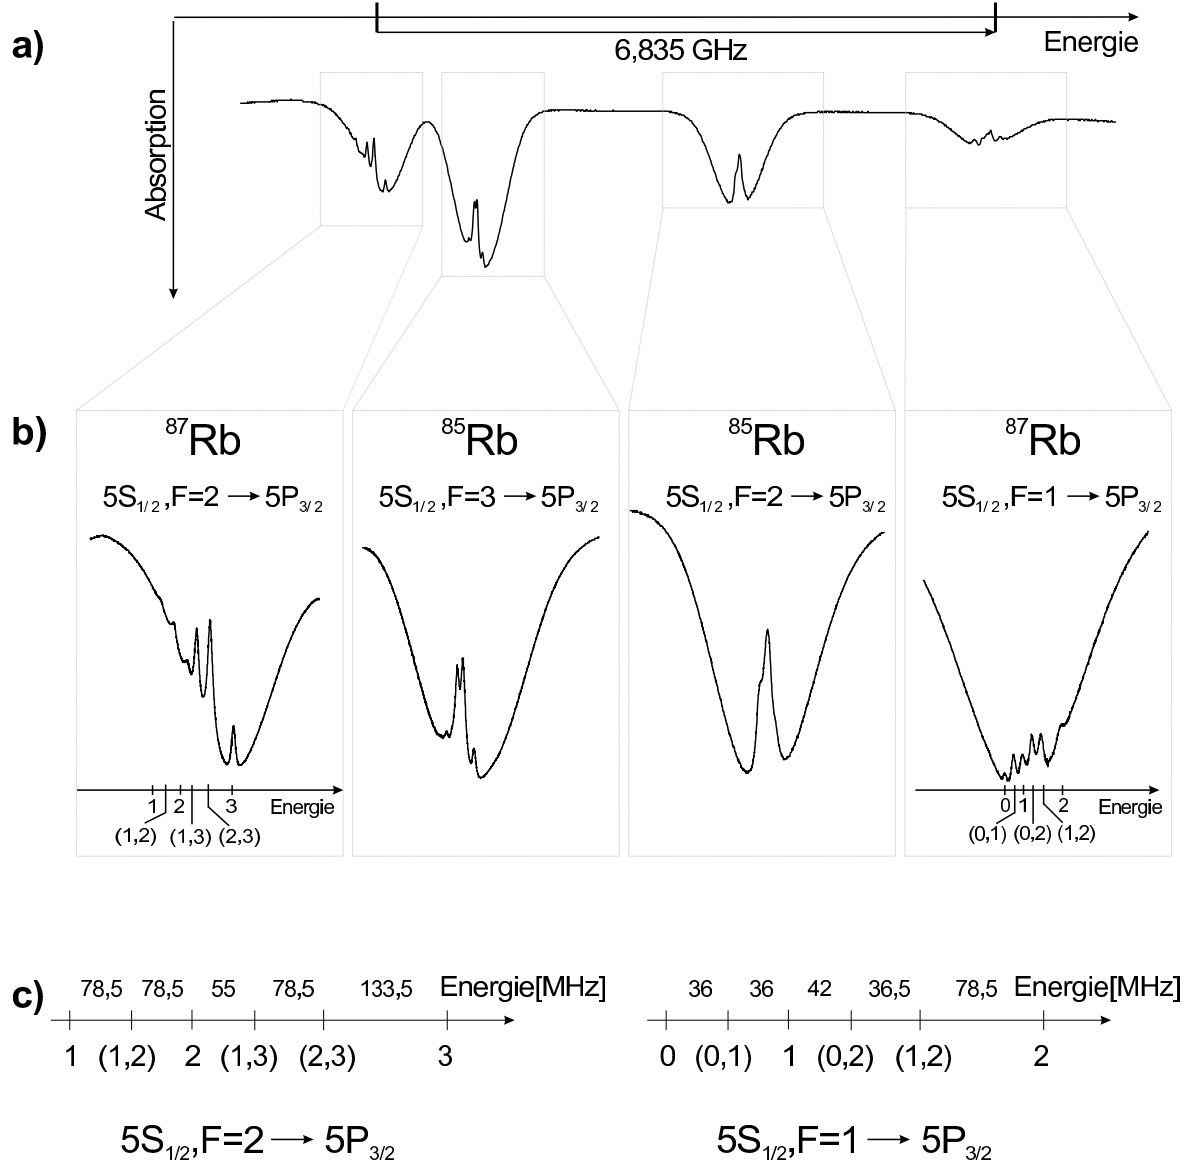 a)
Energie
6,835 GHz
Absorption
b)
87Rb
5S1/2,F=2 → 5P3/2
1 2 3 Energie
(1,2) (1,3) (2,3)
85Rb
5S1/2,F=3 → 5P3/2
85Rb
5S1/2,F=2 → 5P3/2
87Rb
5S1/2,F=1 → 5P3/2
0 1 2 Energie
(0,1) (0,2) (1,2)
c)
78,5 78,5 55 78,5 133,5 Energie[MHz]
1 (1,2) 2 (1,3) (2,3) 3
5S1/2,F=2 → 5P3/2
36 36 42 36,5 78,5 Energie[MHz]
0 (0,1) 1 (0,2) (1,2) 2
5S1/2,F=1 → 5P3/2